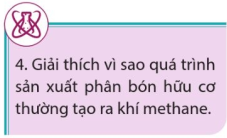 4. Giải thích vì sao quá trình
sản xuất phân bón hữu cơ
thường tạo ra khí methane.